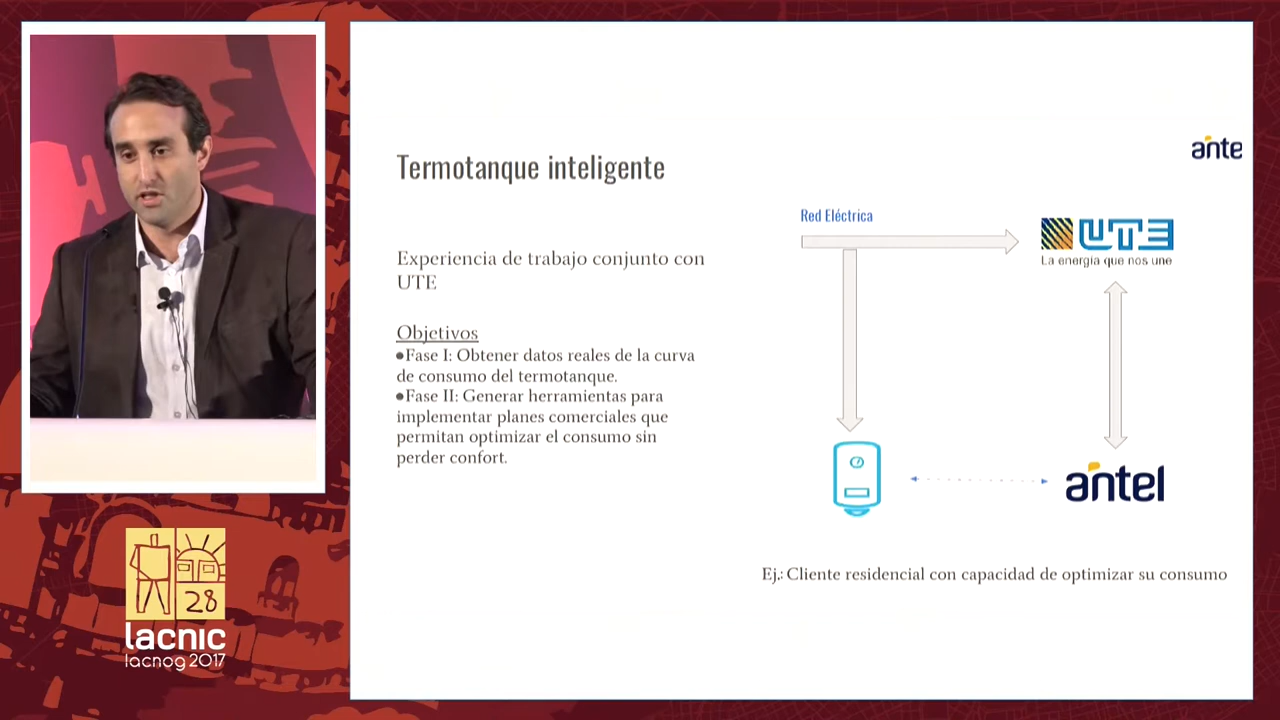 Termotanque inteligente
ante
Experiencia de trabajo conjunto con
UTE
Objetivos
●Fase I: Obtener datos reales de la curva
de consumo del termotanque.
●Fase II: Generar herramientas para
implementar planes comerciales que
permitan optimizar el consumo sin
perder confort.
Red Eléctrica
UTE
La energía que nos une
antel
Ej.: Cliente residencial con capacidad de optimizar su consumo
28
lacnic
lacnog 2017